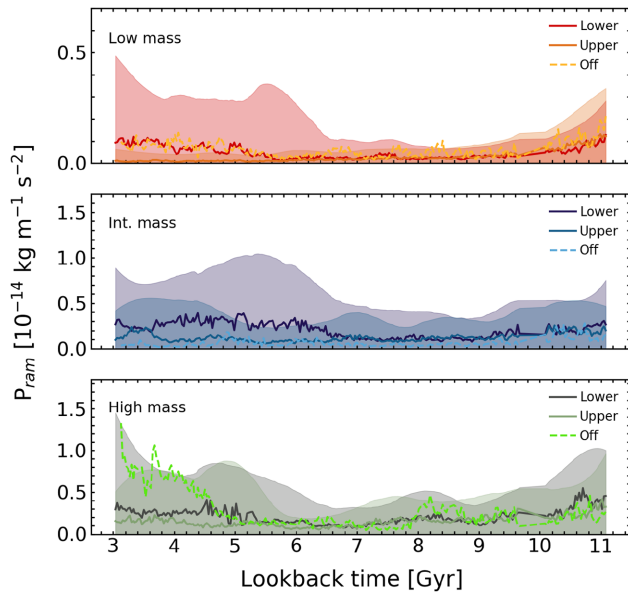 P_ram [10^−14 kg m^−1 s^−2]
0.5
0.0
Low mass
Lower
Upper
Off
1.5
1.0
0.5
0.0
Int. mass
Lower
Upper
Off
1.5
1.0
0.5
0.0
High mass
Lower
Upper
Off
3 4 5 6 7 8 9 10 11
Lookback time [Gyr]